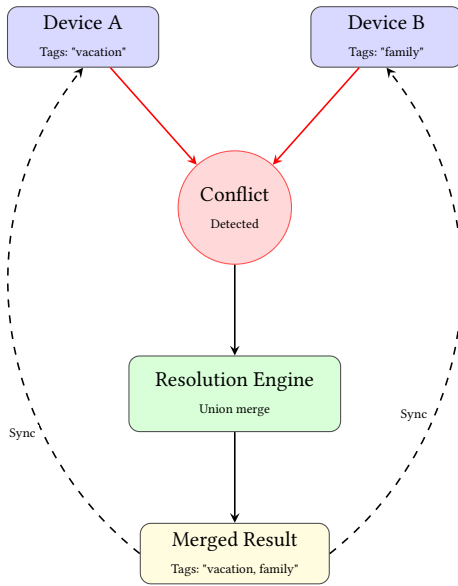 Device A
Tags: "vacation"
Device B
Tags: "family"
Conflict
Detected
Resolution Engine
Union merge
Sync
Sync
Merged Result
Tags: "vacation, family"